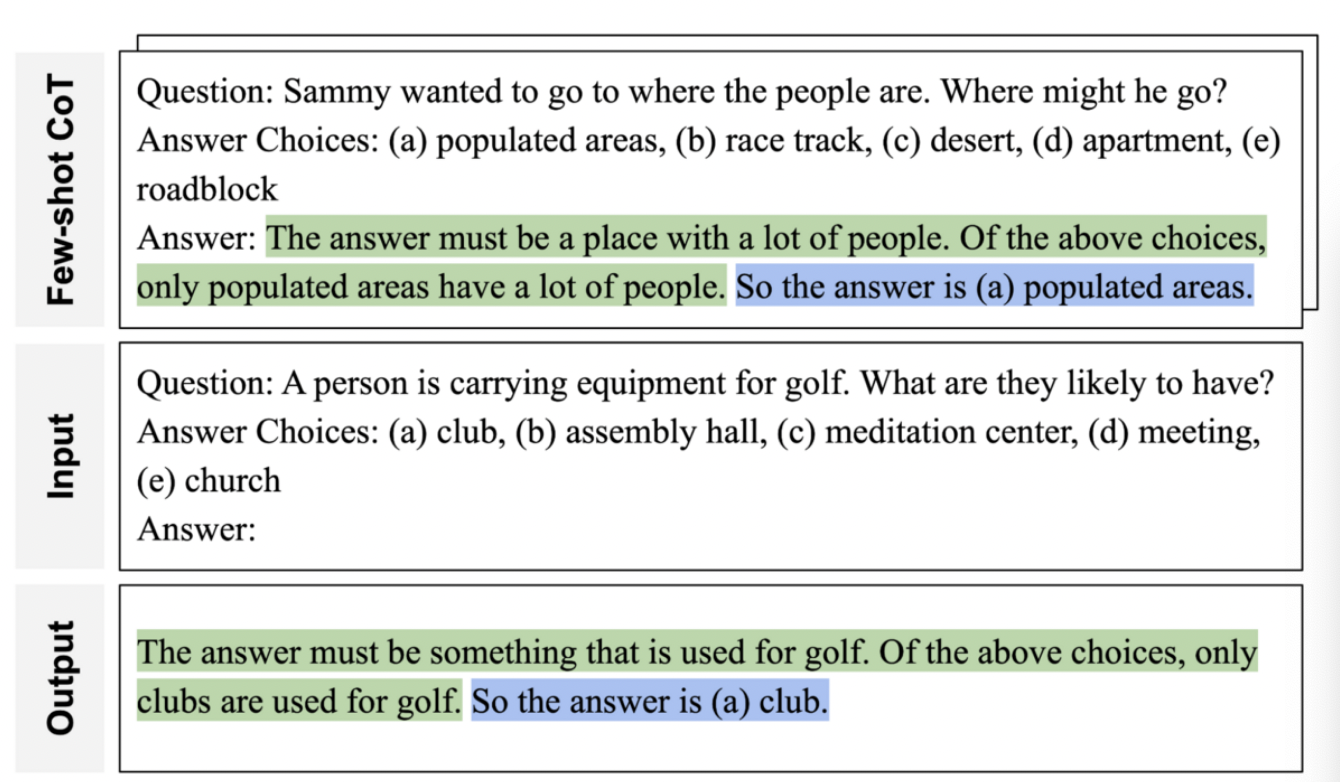 Few-shot CoT
Question: Sammy wanted to go to where the people are. Where might he go?
Answer Choices: (a) populated areas, (b) race track, (c) desert, (d) apartment, (e)
roadblock
Answer: The answer must be a place with a lot of people. Of the above choices,
only populated areas have a lot of people. So the answer is (a) populated areas.
Input
Question: A person is carrying equipment for golf. What are they likely to have?
Answer Choices: (a) club, (b) assembly hall, (c) meditation center, (d) meeting,
(e) church
Answer:
Output
The answer must be something that is used for golf. Of the above choices, only
clubs are used for golf. So the answer is (a) club.